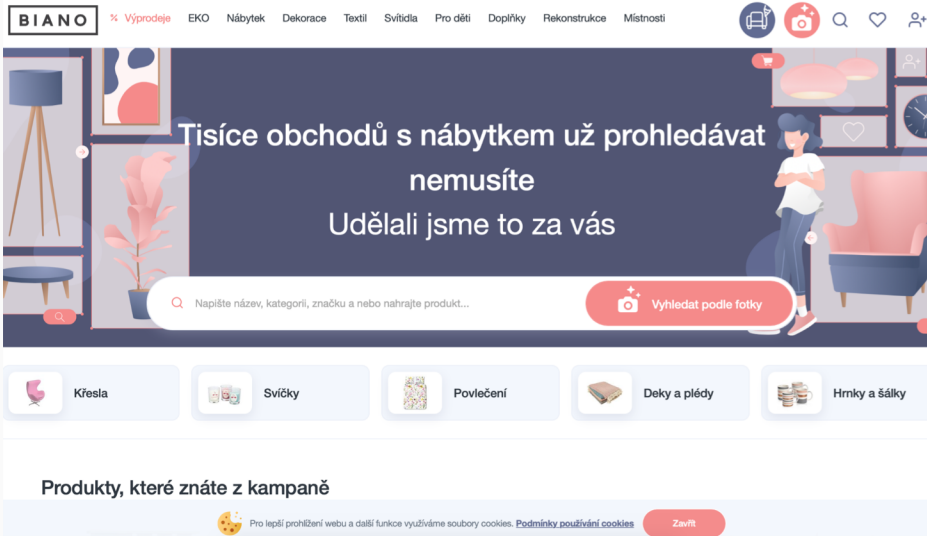 BIANO
% Výprodeje EKO Nábytek Dekorace Textil Svítidla Pro děti Doplňky Rekonstrukce Místnosti
Tisíce obchodů s nábytkem už prohledávat
nemusíte
Udělali jsme to za vás
Napište název, kategorii, značku a nebo nahrajte produkt...
Vyhledat podle fotky
Křesla
Svíčky
Povlečení
Deky a plédy
Hrnky a šálky
Produkty, které znáte z kampaně
Pro lepší prohlížení webu a další funkce využíváme soubory cookies. Podmínky používání cookies
Zavřít